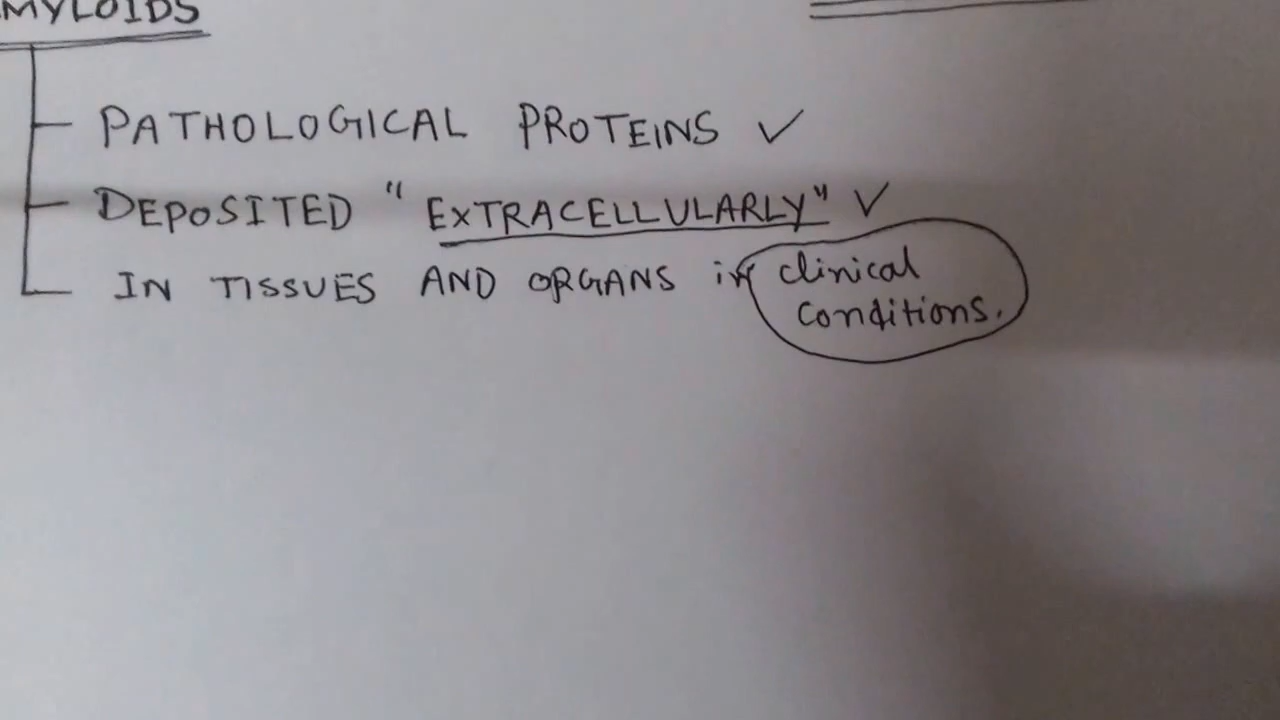 MYLOIDS
PATHOLOGICAL PROTEINS ✓
DEPOSITED "EXTRACELLULARLY" ✓
IN TISSUES AND ORGANS in clinical
conditions.